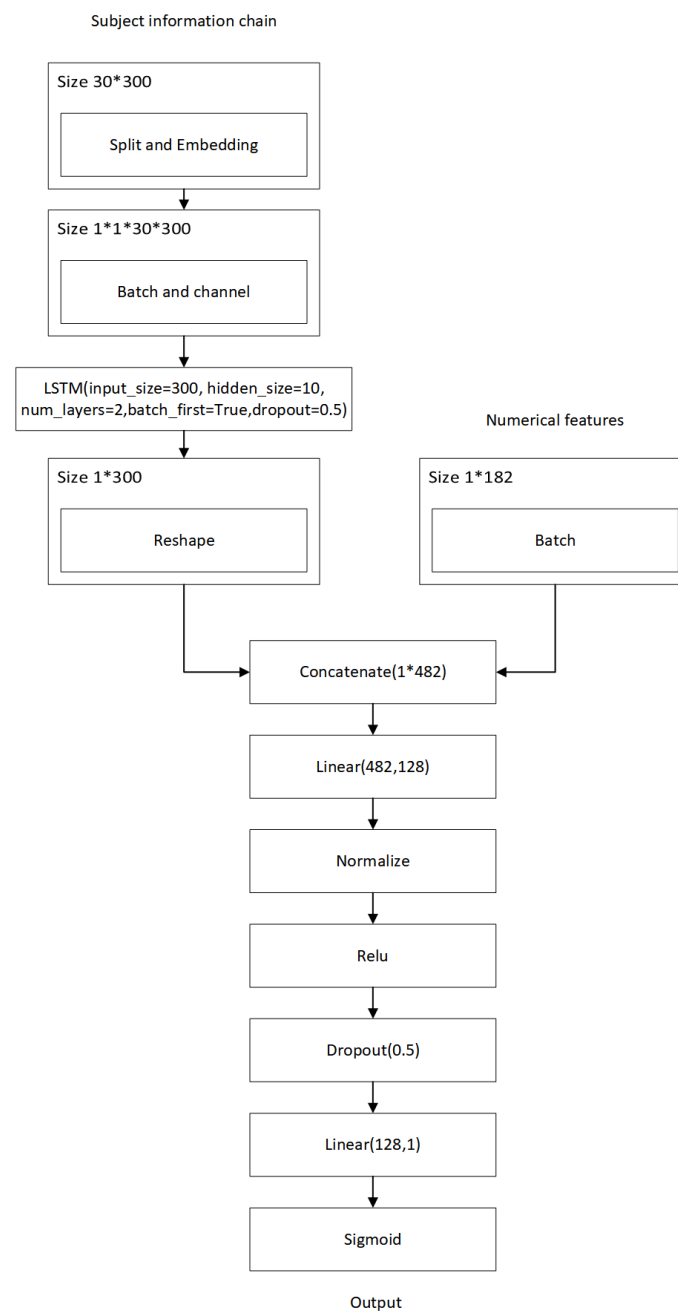 Subject information chain
Size 30*300
Split and Embedding
Size 1*1*30*300
Batch and channel
LSTM(input_size=300, hidden_size=10,
num_layers=2,batch_first=True,dropout=0.5)
Numerical features
Size 1*300
Reshape
Size 1*182
Batch
Concatenate(1*482)
Linear(482,128)
Normalize
Relu
Dropout(0.5)
Linear(128,1)
Sigmoid
Output